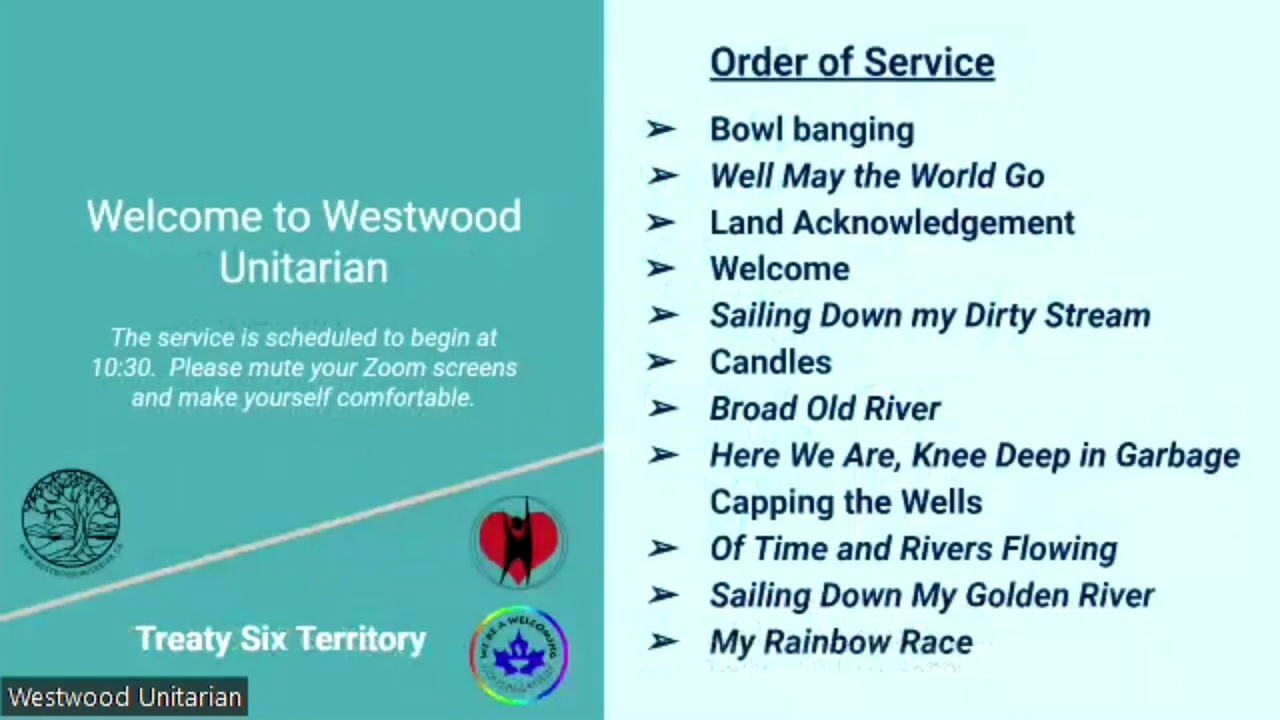 Welcome to Westwood
Unitarian
The service is scheduled to begin at
10:30. Please mute your Zoom screens
and make yourself comfortable.
WE'RE A WELCOMING
Treaty Six Territory
Westwood Unitarian
Order of Service
➢ Bowl banging
➢ Well May the World Go
➢ Land Acknowledgement
➢ Welcome
➢ Sailing Down my Dirty Stream
➢ Candles
➢ Broad Old River
➢ Here We Are, Knee Deep in Garbage
Capping the Wells
➢ Of Time and Rivers Flowing
➢ Sailing Down My Golden River
➢ My Rainbow Race